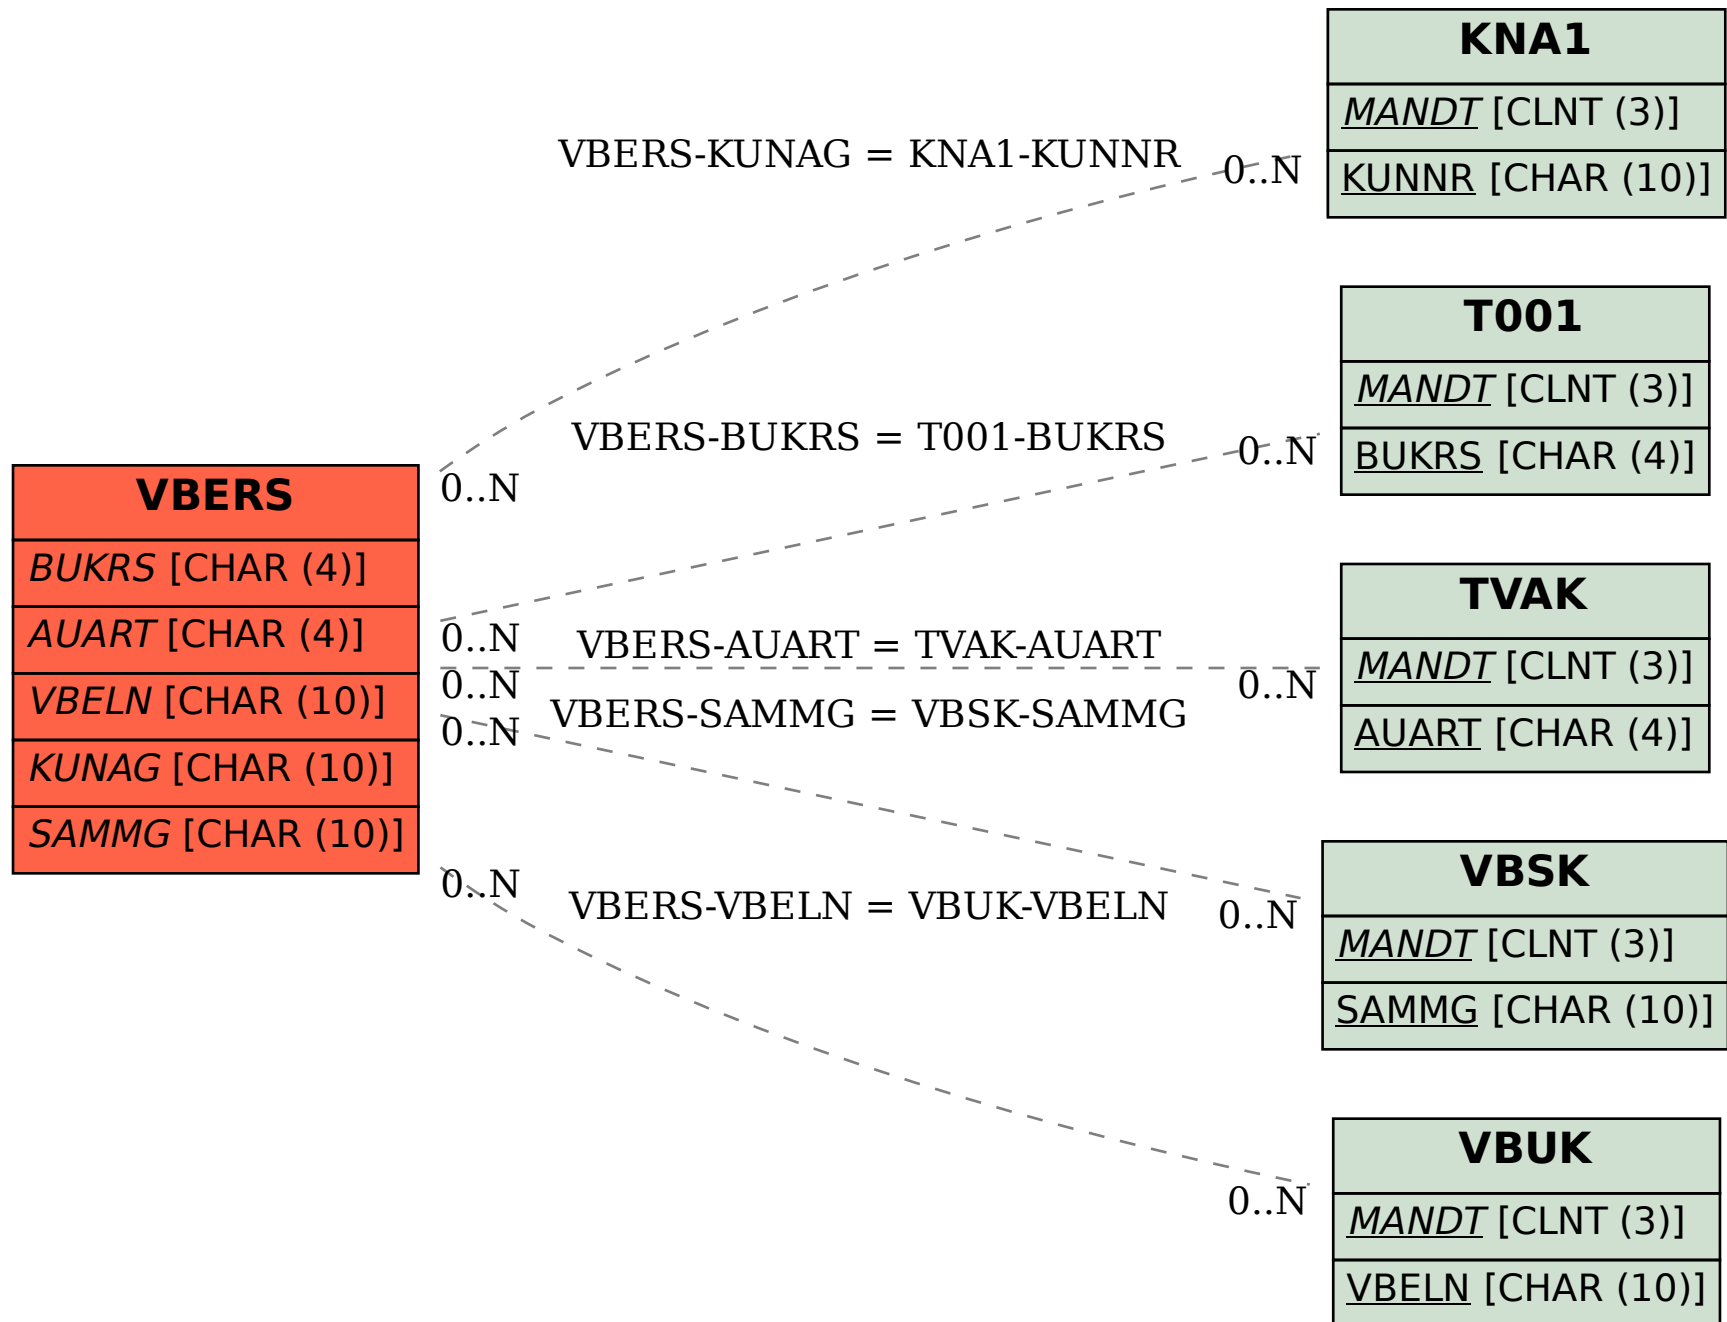 KNA1
MANDT [CLNT (3)]
KUNNR [CHAR (10)]
VBERS-KUNAG = KNA1-KUNNR
0..N
0..N
T001
MANDT [CLNT (3)]
BUKRS [CHAR (4)]
VBERS-BUKRS = T001-BUKRS
0..N
0..N
VBERS
BUKRS [CHAR (4)]
AUART [CHAR (4)]
VBELN [CHAR (10)]
KUNAG [CHAR (10)]
SAMMG [CHAR (10)]
TVAK
MANDT [CLNT (3)]
AUART [CHAR (4)]
VBERS-AUART = TVAK-AUART
0..N
0..N
VBERS-SAMMG = VBSK-SAMMG
0..N
0..N
VBSK
MANDT [CLNT (3)]
SAMMG [CHAR (10)]
VBERS-VBELN = VBUK-VBELN
0..N
0..N
VBUK
MANDT [CLNT (3)]
VBELN [CHAR (10)]